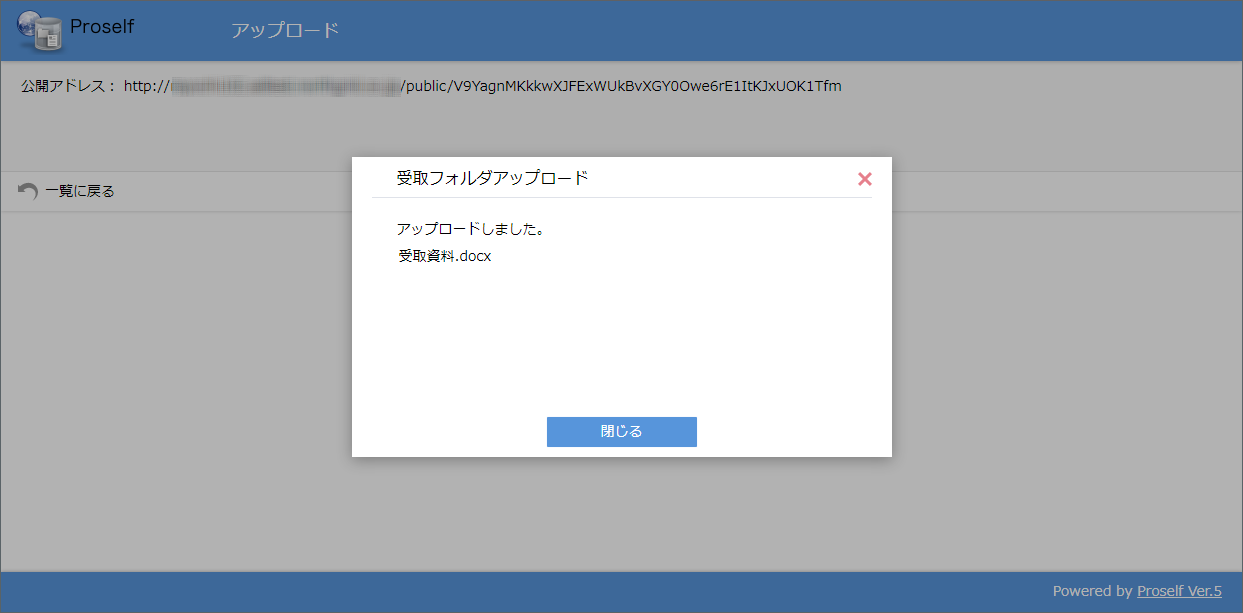 Proself
アップロード
公開アドレス： http:// /public/V9YagnMKkkwXJFExWUkBvXGY0Owe6rE1ItKJxUOK1Tfm
受取フォルダアップロード
一覧に戻る
アップロードしました。
受取資料.docx
閉じる
Powered by Proself Ver.5